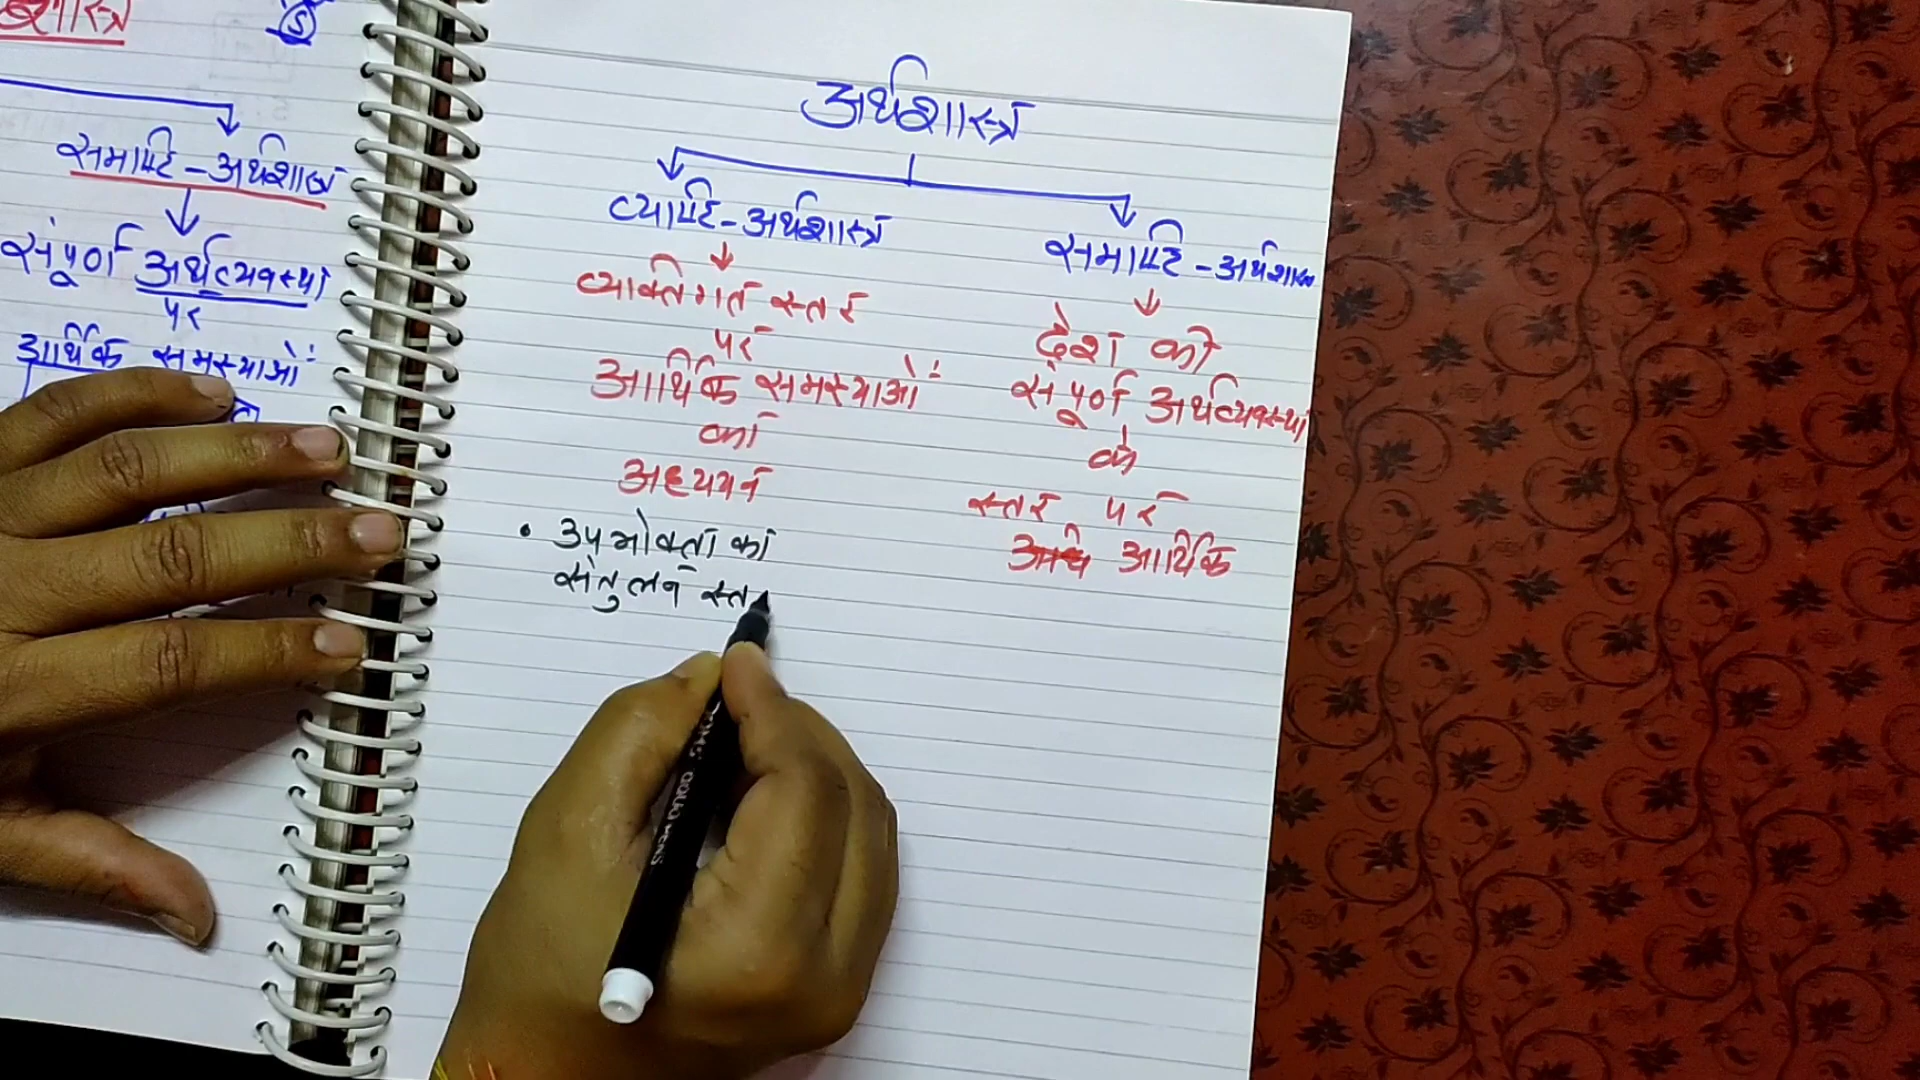 शास्त्र
5
समष्टि - अर्थशास्त्र
संपूर्ण अर्थव्यवस्था
पर
आर्थिक समस्याओं
अर्थशास्त्र
व्यष्टि - अर्थशास्त्र
समष्टि - अर्थशास्त्र
व्यक्तिगत स्तर
पर
आर्थिक समस्याओं
का
अध्ययन
• उपभोक्ता का
संतुलन स्त
देश की
संपूर्ण अर्थव्यवस्था
के
स्तर पर
आर्थिक